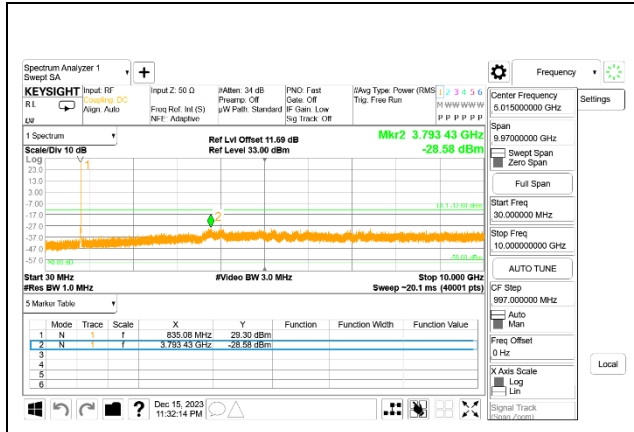 Spectrum Analyzer 1
Swept SA
Frequency
KEYSIGHT
R L
Input: RF
Coupling: DC
Align: Auto
Input Z: 50 Ω
Freq Ref: Int (S)
NFE: Adaptive
#Atten: 34 dB
Preamp: Off
µW Path: Standard
PNO: Fast
Gate: Off
IF Gain: Low
Sig Track: Off
#Avg Type: Power (RMS
Trig: Free Run
1 2 3 4 5 6
M W W W W W
P P P P P P
1 Spectrum
Scale/Div 10 dB
Ref Lvl Offset 11.69 dB
Ref Level 33.00 dBm
Mkr2 3.793 43 GHz
-28.58 dBm
Log
23.0
13.0
3.00
-7.00
-17.0
-27.0
-37.0
-47.0
-57.0
1
2
Start 30 MHz
#Res BW 1.0 MHz
#Video BW 3.0 MHz
Stop 10.000 GHz
Sweep ~20.1 ms (40001 pts)
5 Marker Table
Mode Trace Scale X Y Function Function Width Function Value
1 N 1 f 835.08 MHz 29.30 dBm
2 N 1 f 3.793 43 GHz -28.58 dBm
3
4
5
6
Dec 15, 2023
11:32:14 PM
Center Frequency
5.015000000 GHz
Span
9.97000000 GHz
Swept Span
Zero Span
Full Span
Start Freq
30.000000 MHz
Stop Freq
10.000000000 GHz
AUTO TUNE
CF Step
997.000000 MHz
Auto
Man
Freq Offset
0 Hz
X Axis Scale
Log
Lin
Signal Track
(Span Zoom)
Settings
Local